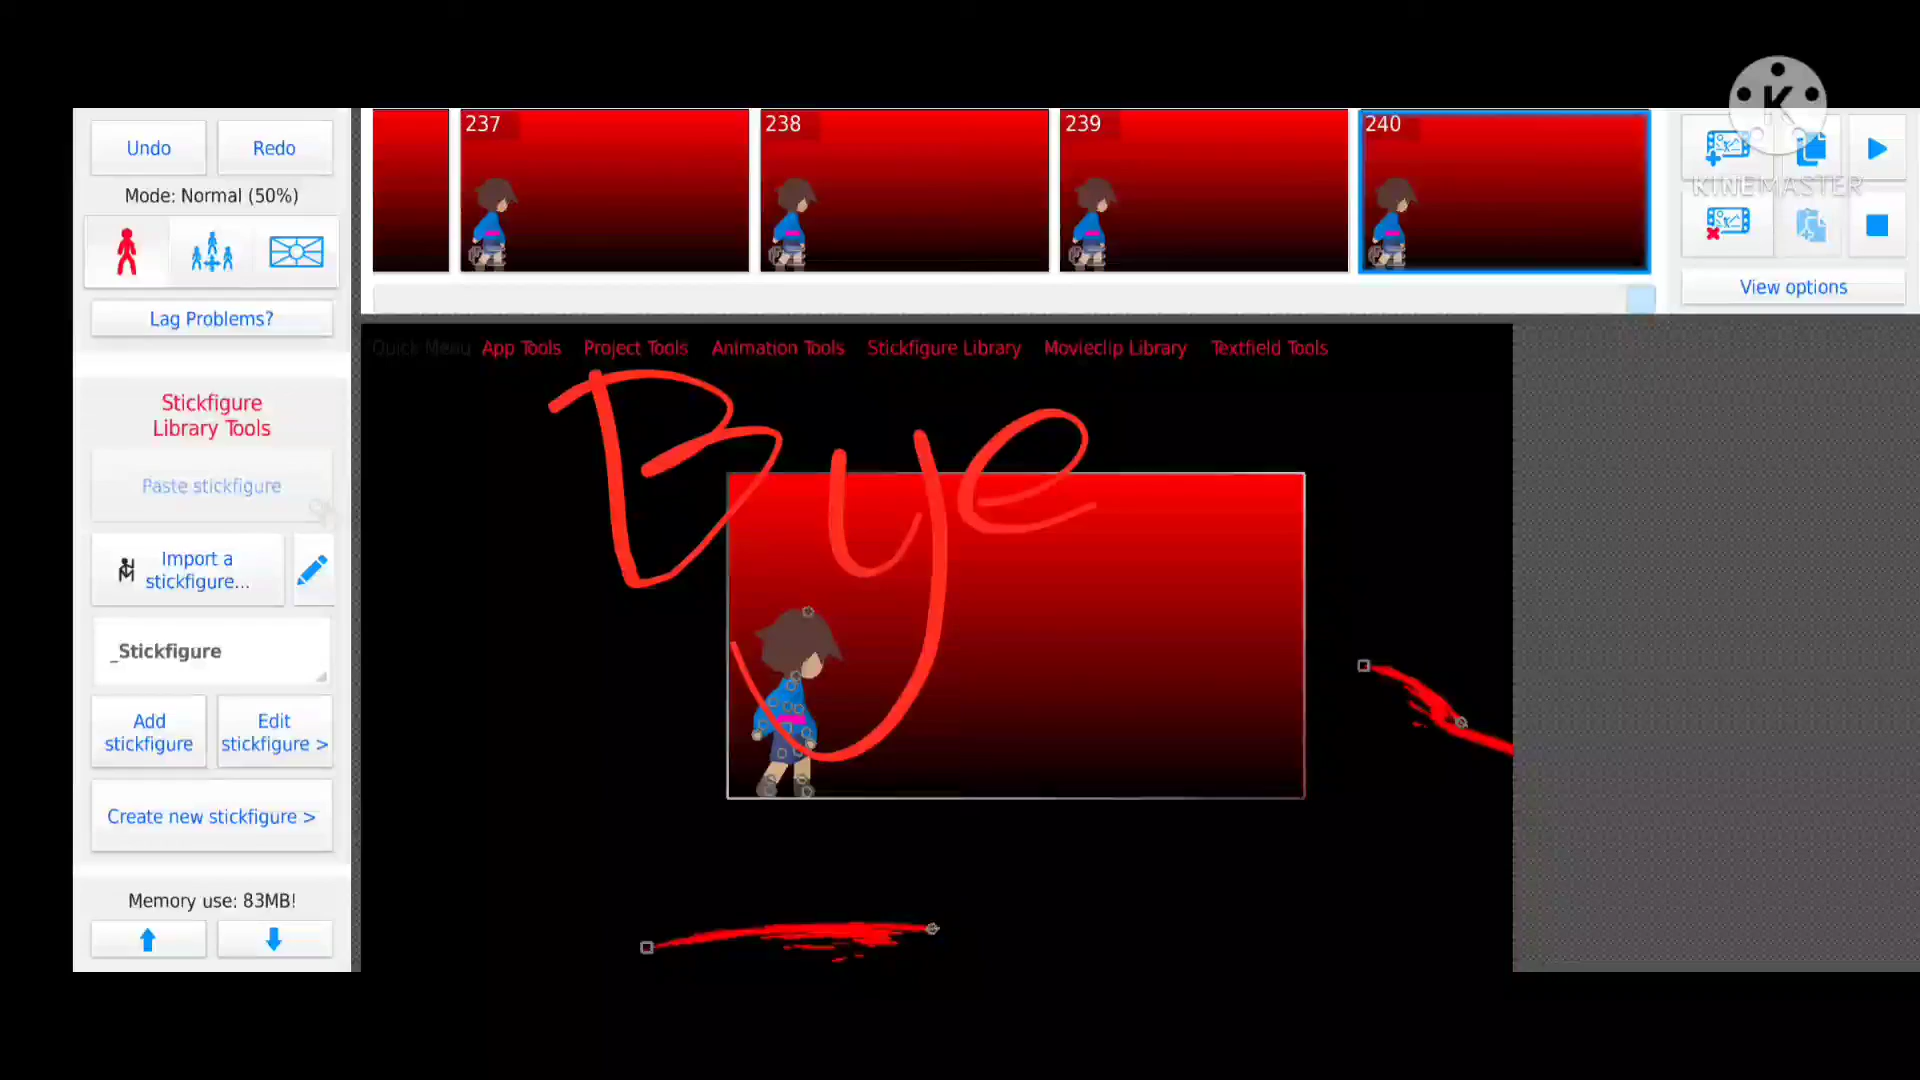 Undo Redo
Mode: Normal (50%)
Lag Problems?
237 238 239 240
KINEMASTER
View options
Quick Menu App Tools Project Tools Animation Tools Stickfigure Library Movieclip Library Textfield Tools
Bye
Stickfigure
Library Tools
Paste stickfigure
Import a
stickfigure...
_Stickfigure
Add
stickfigure
Edit
stickfigure >
Create new stickfigure >
Memory use: 83MB!